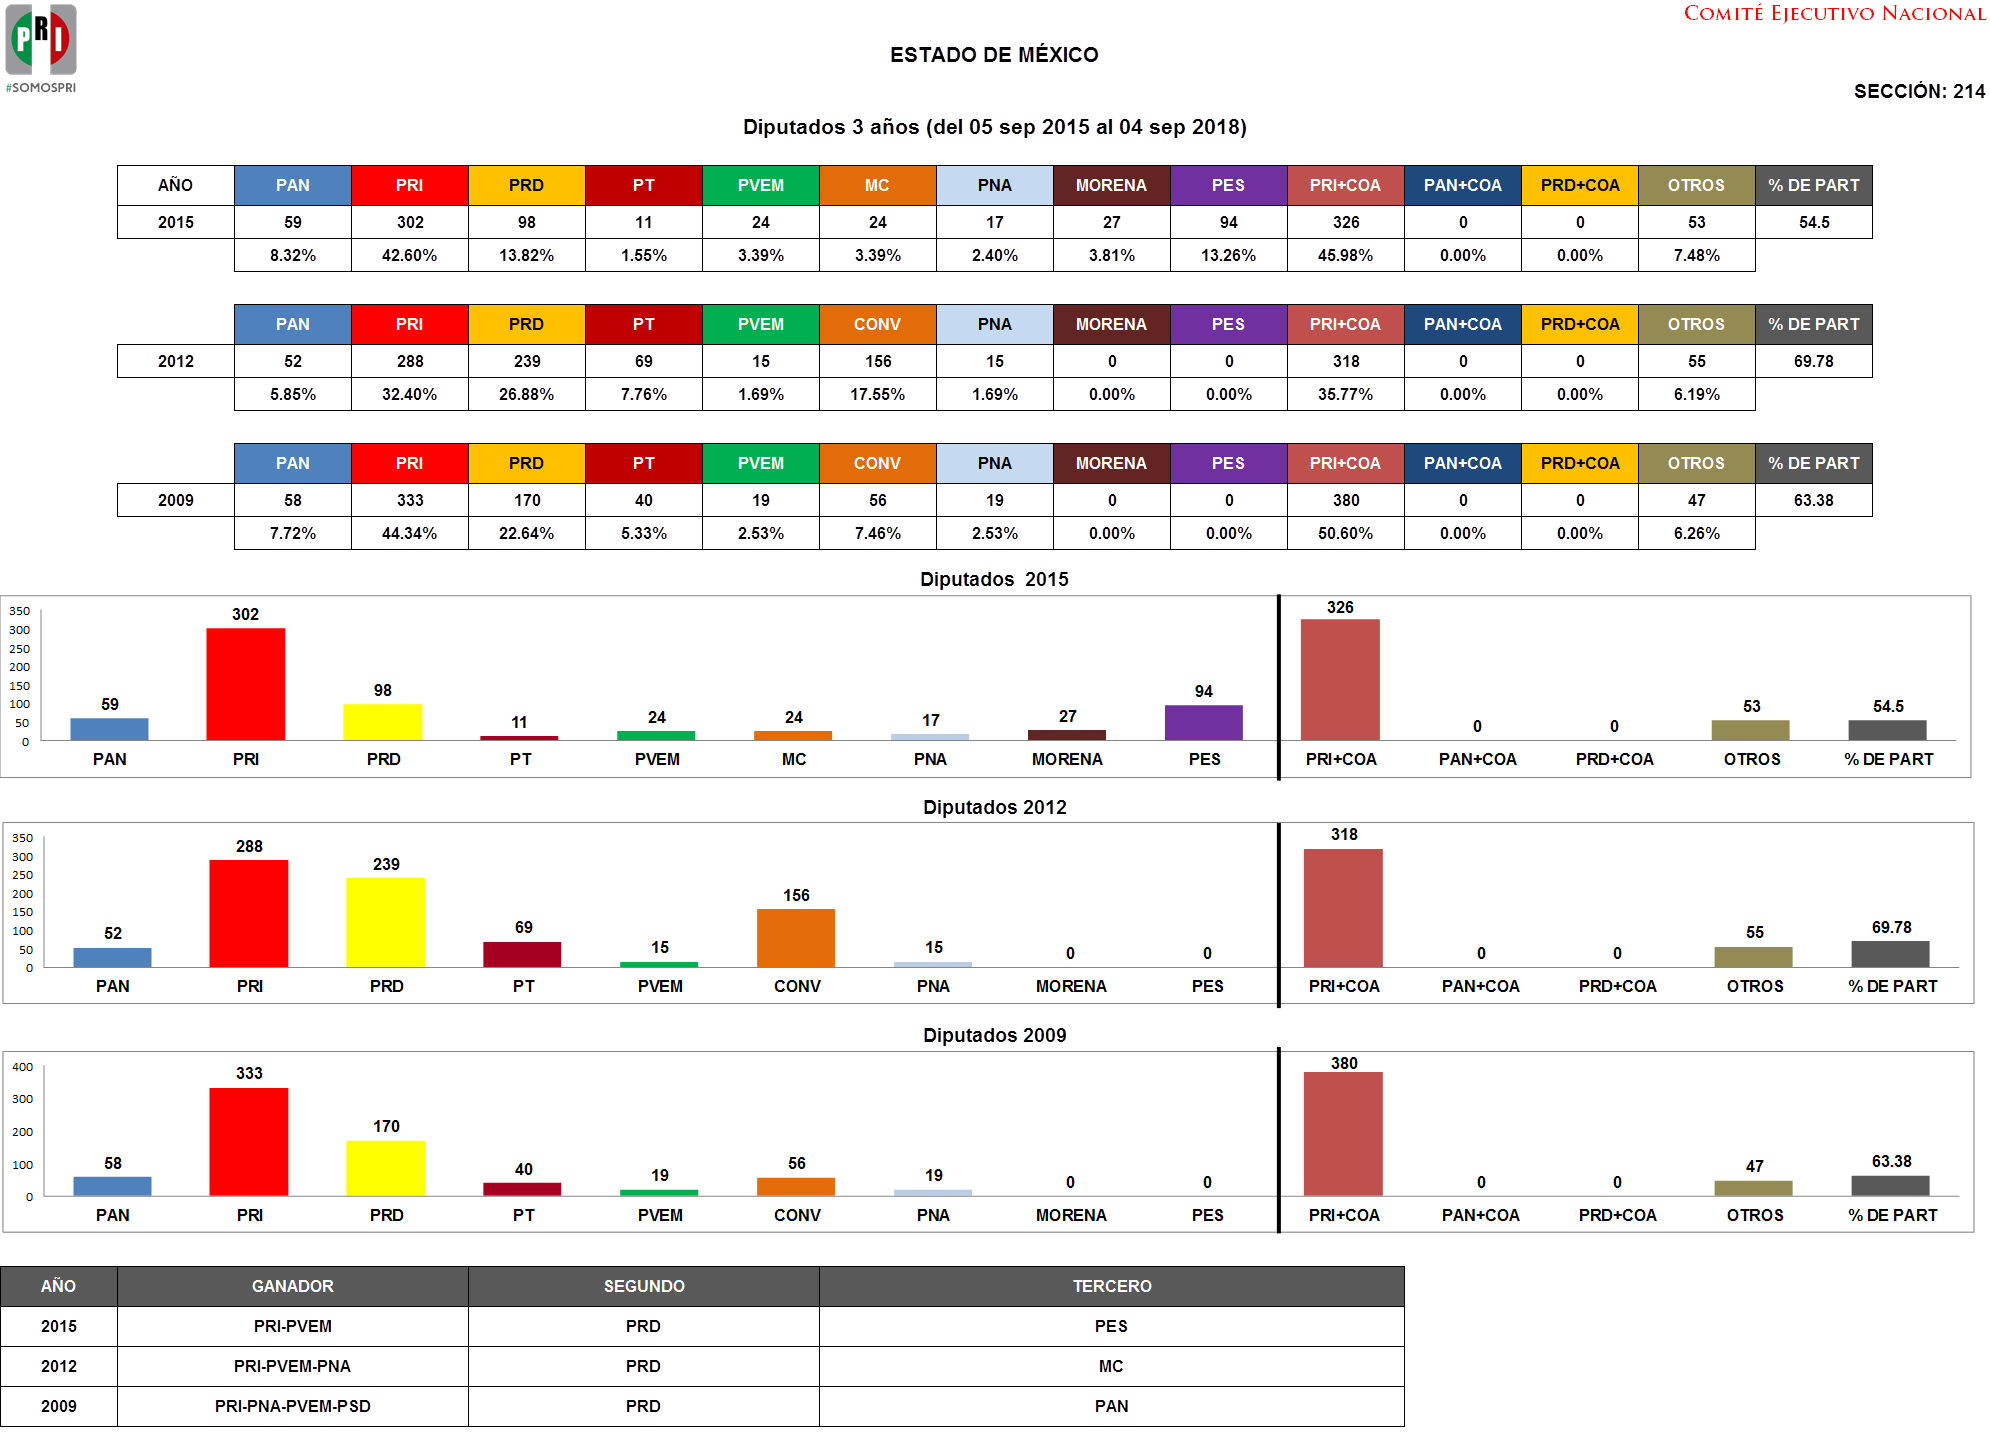 PRI
#SOMOSPRI
COMITÉ EJECUTIVO NACIONAL
ESTADO DE MÉXICO
SECCIÓN: 214
Diputados 3 años (del 05 sep 2015 al 04 sep 2018)
AÑO PAN PRI PRD PT PVEM MC PNA MORENA PES PRI+COA PAN+COA PRD+COA OTROS % DE PART
2015 59 302 98 11 24 24 17 27 94 326 0 0 53 54.5
8.32% 42.60% 13.82% 1.55% 3.39% 3.39% 2.40% 3.81% 13.26% 45.98% 0.00% 0.00% 7.48%
PAN PRI PRD PT PVEM CONV PNA MORENA PES PRI+COA PAN+COA PRD+COA OTROS % DE PART
2012 52 288 239 69 15 156 15 0 0 318 0 0 55 69.78
5.85% 32.40% 26.88% 7.76% 1.69% 17.55% 1.69% 0.00% 0.00% 35.77% 0.00% 0.00% 6.19%
PAN PRI PRD PT PVEM CONV PNA MORENA PES PRI+COA PAN+COA PRD+COA OTROS % DE PART
2009 58 333 170 40 19 56 19 0 0 380 0 0 47 63.38
7.72% 44.34% 22.64% 5.33% 2.53% 7.46% 2.53% 0.00% 0.00% 50.60% 0.00% 0.00% 6.26%
Diputados 2015
350
300
250
200
150
100
50
0
59 302 98 11 24 24 17 27 94 326 0 0 53 54.5
PAN PRI PRD PT PVEM MC PNA MORENA PES PRI+COA PAN+COA PRD+COA OTROS % DE PART
Diputados 2012
350
300
250
200
150
100
50
0
52 288 239 69 15 156 15 0 0 318 0 0 55 69.78
PAN PRI PRD PT PVEM CONV PNA MORENA PES PRI+COA PAN+COA PRD+COA OTROS % DE PART
Diputados 2009
400
300
200
100
0
58 333 170 40 19 56 19 0 0 380 0 0 47 63.38
PAN PRI PRD PT PVEM CONV PNA MORENA PES PRI+COA PAN+COA PRD+COA OTROS % DE PART
AÑO GANADOR SEGUNDO TERCERO
2015 PRI-PVEM PRD PES
2012 PRI-PVEM-PNA PRD MC
2009 PRI-PNA-PVEM-PSD PRD PAN